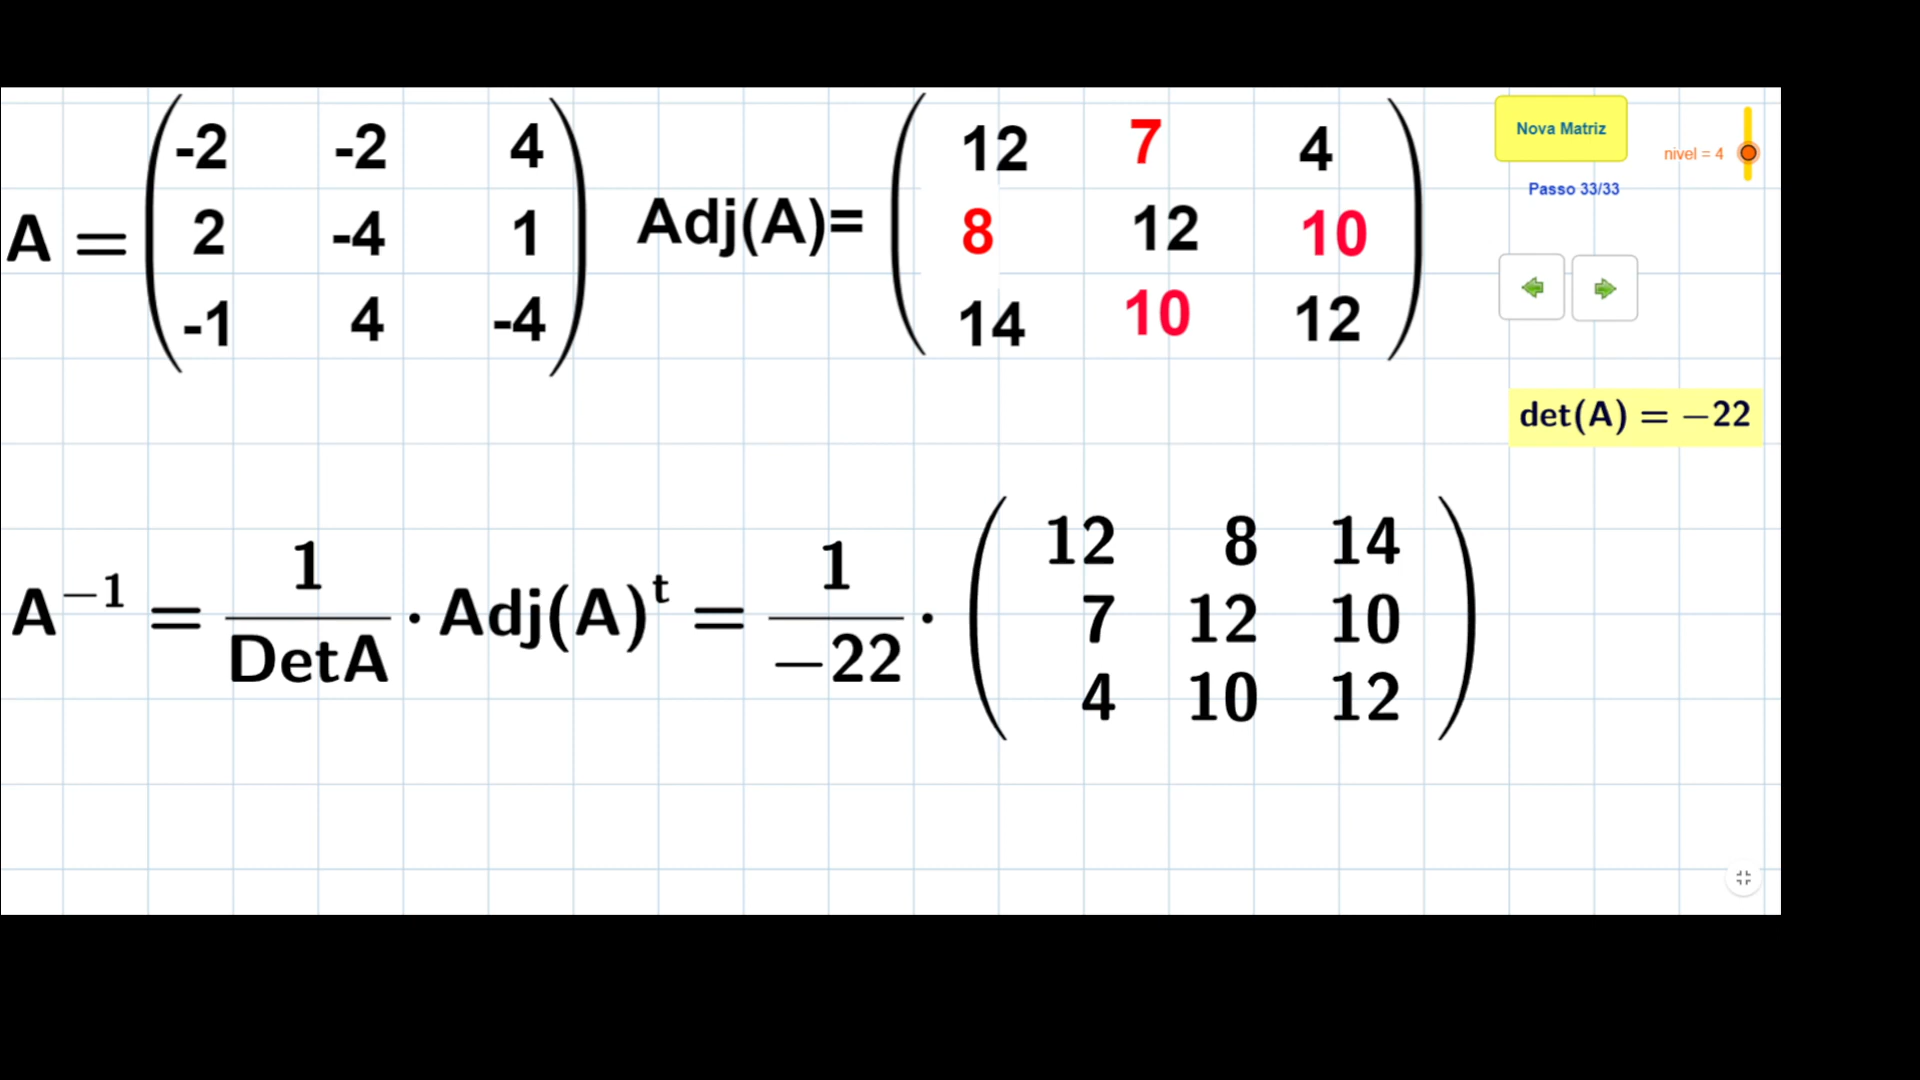 A = ( -2 -2 4
2 -4 1
-1 4 -4 )
Adj(A)= ( 12 7 4
8 12 10
14 10 12 )
Nova Matriz
nivel = 4
Passo 33/33
det(A) = −22
A⁻¹ = 1/DetA · Adj(A)ᵗ = 1/−22 · ( 12 8 14
7 12 10
4 10 12 )